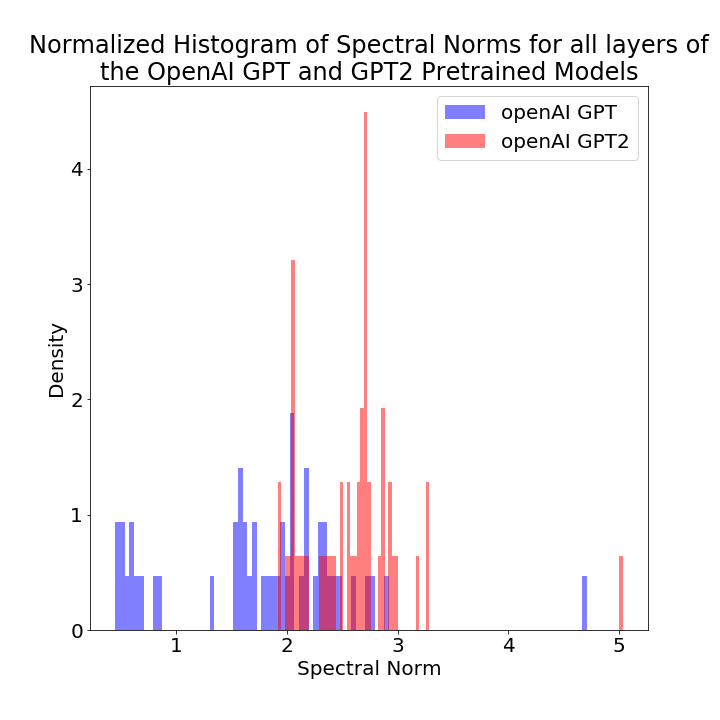 Normalized Histogram of Spectral Norms for all layers of
the OpenAI GPT and GPT2 Pretrained Models
openAI GPT
openAI GPT2
4
3
2
1
0
Density
1 2 3 4 5
Spectral Norm